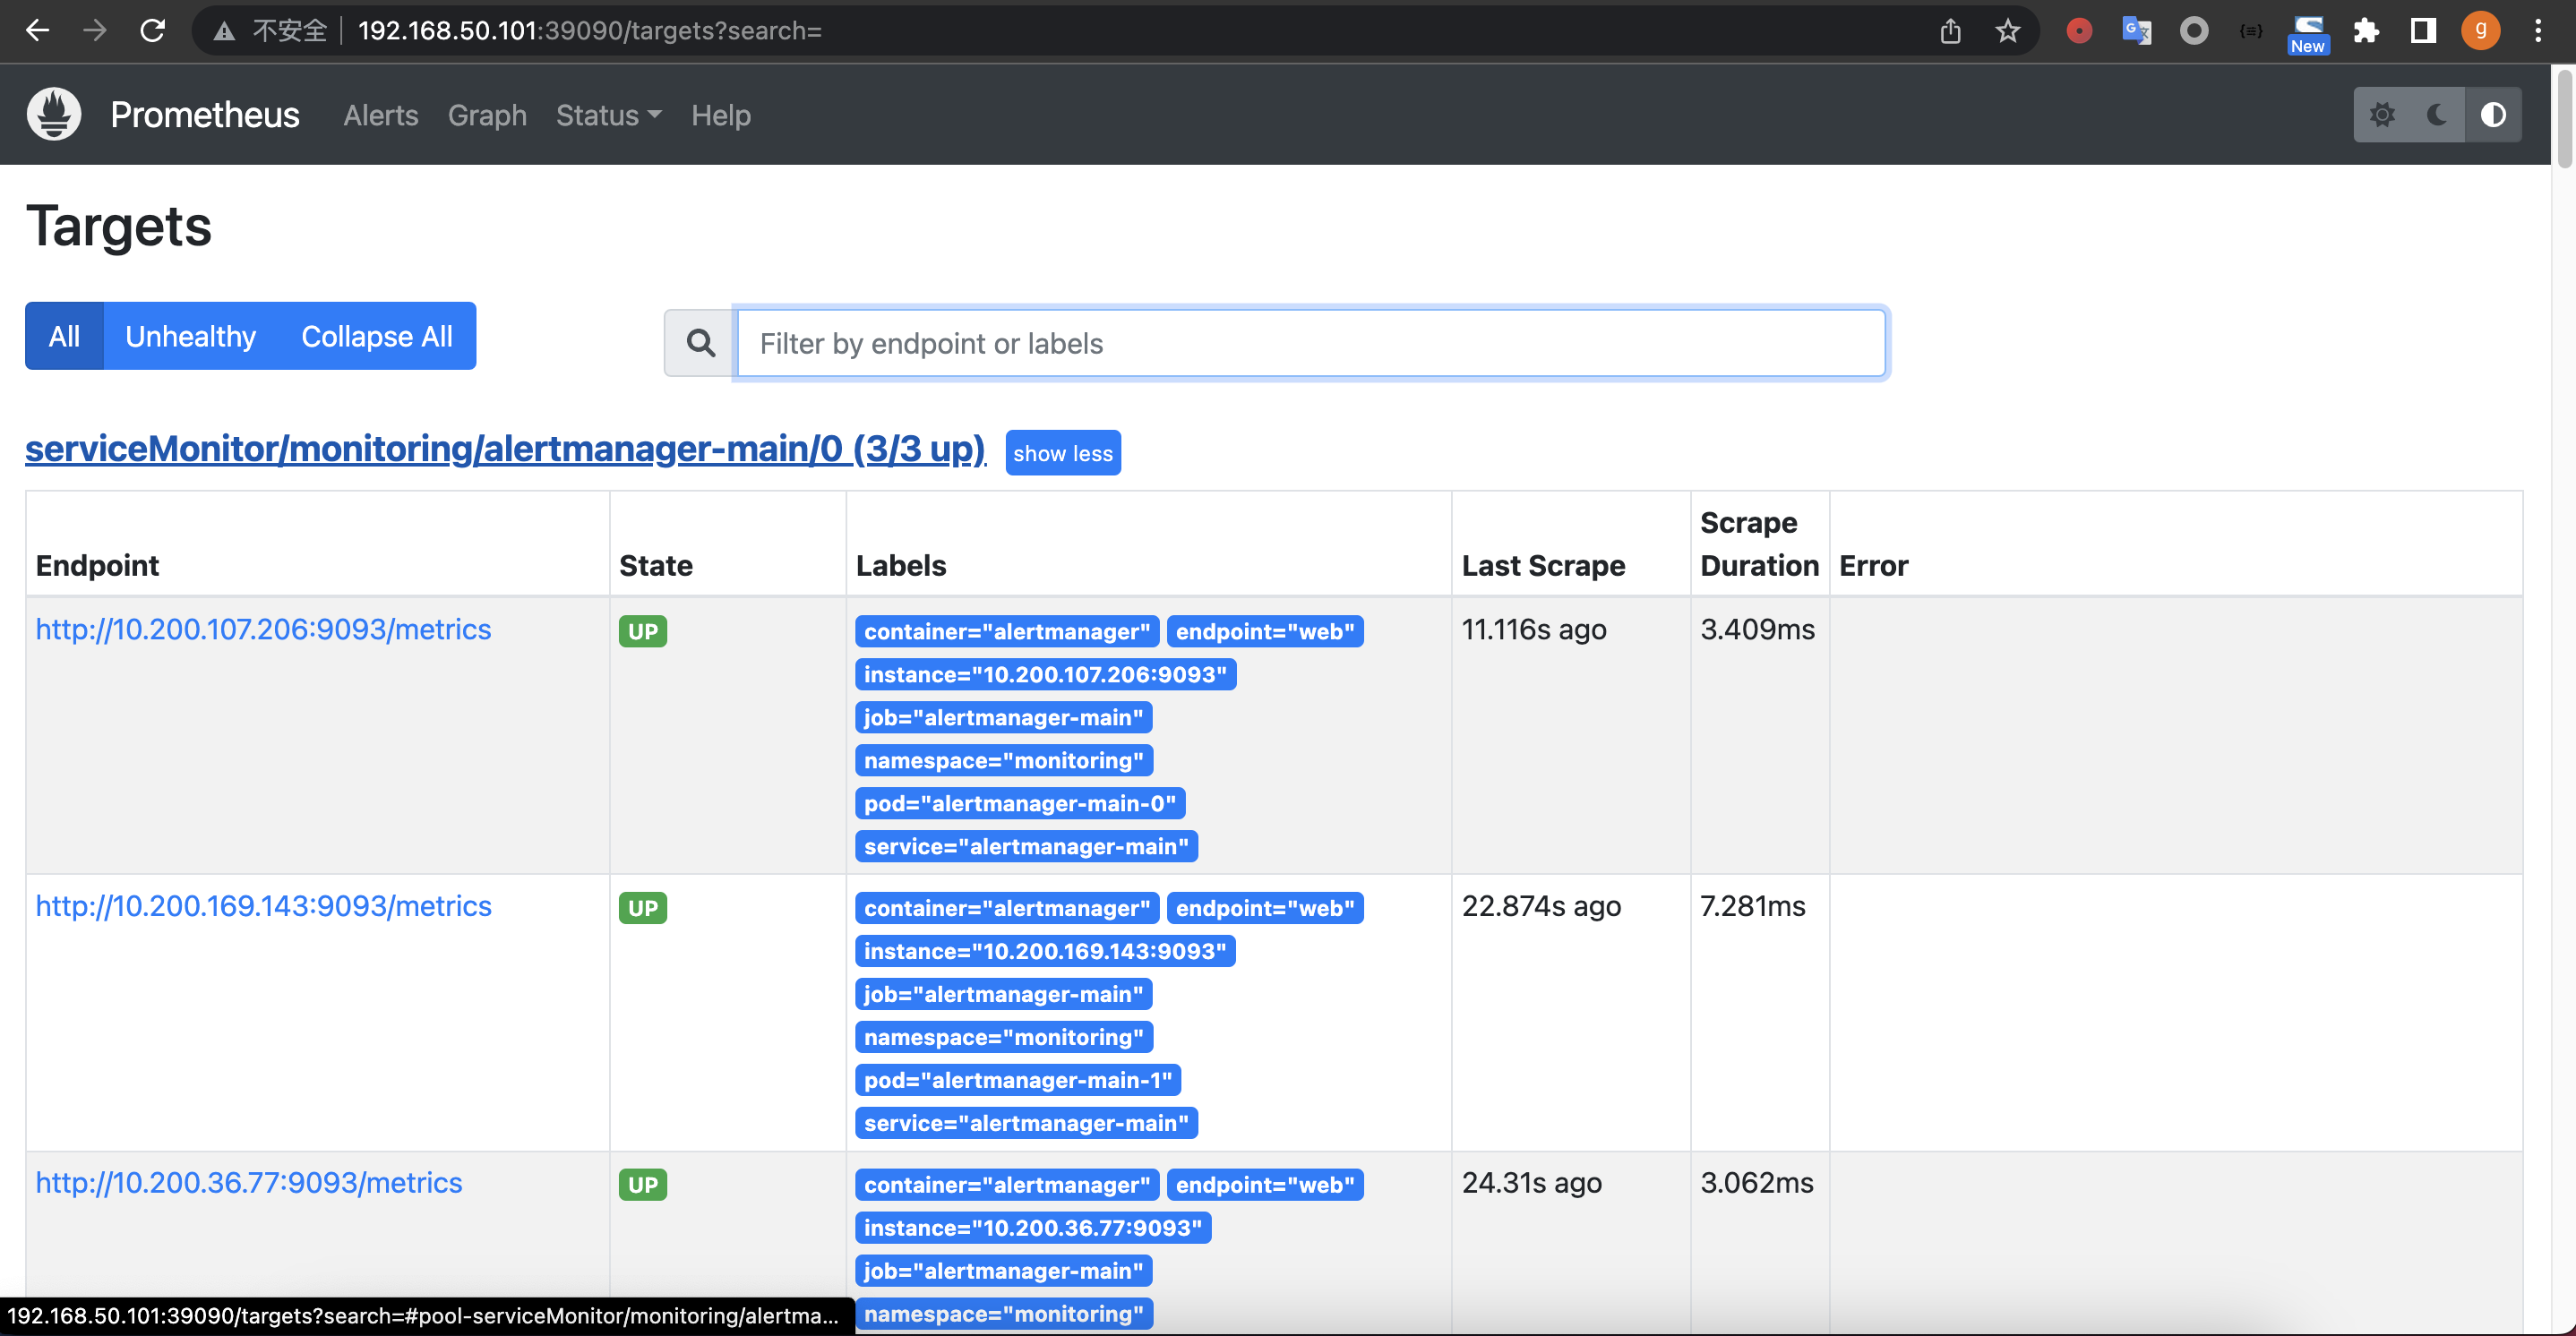 不安全 192.168.50.101:39090/targets?search=
New
g
Prometheus Alerts Graph Status Help
Targets
All Unhealthy Collapse All
Filter by endpoint or labels
serviceMonitor/monitoring/alertmanager-main/0 (3/3 up) show less
Endpoint State Labels Last Scrape Scrape Duration Error
http://10.200.107.206:9093/metrics UP container="alertmanager" endpoint="web" 11.116s ago 3.409ms
instance="10.200.107.206:9093"
job="alertmanager-main"
namespace="monitoring"
pod="alertmanager-main-0"
service="alertmanager-main"
http://10.200.169.143:9093/metrics UP container="alertmanager" endpoint="web" 22.874s ago 7.281ms
instance="10.200.169.143:9093"
job="alertmanager-main"
namespace="monitoring"
pod="alertmanager-main-1"
service="alertmanager-main"
http://10.200.36.77:9093/metrics UP container="alertmanager" endpoint="web" 24.31s ago 3.062ms
instance="10.200.36.77:9093"
job="alertmanager-main"
namespace="monitoring"
192.168.50.101:39090/targets?search=#pool-serviceMonitor/monitoring/alertma...